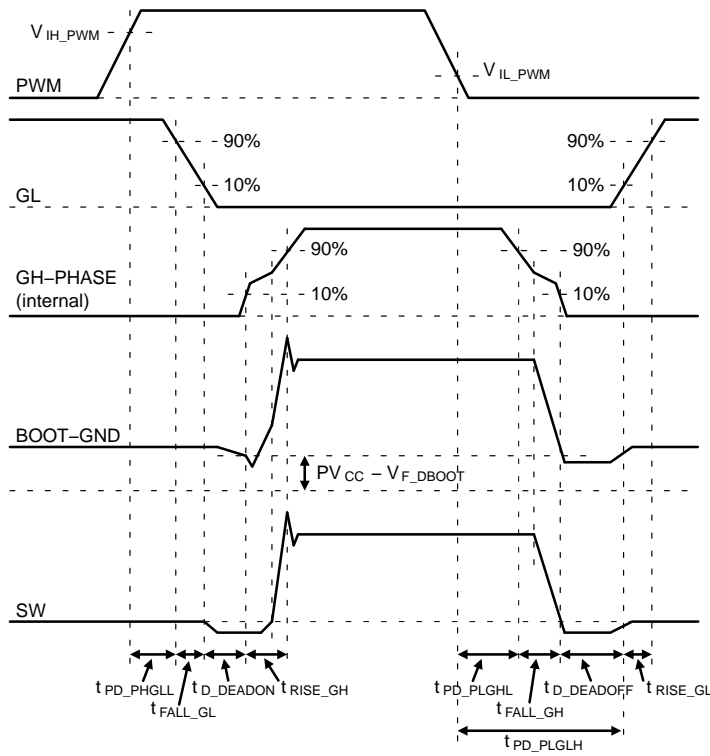 V IH_PWM
V IL_PWM
PWM
90%
90%
10%
10%
GL
90%
90%
GH–PHASE
(internal)
10%
10%
BOOT–GND
PV CC – V F_DBOOT
SW
t PD_PHGLL
t FALL_GL
t D_DEADON
t RISE_GH
t PD_PLGHL
t FALL_GH
t D_DEADOFF
t RISE_GL
t PD_PLGLH